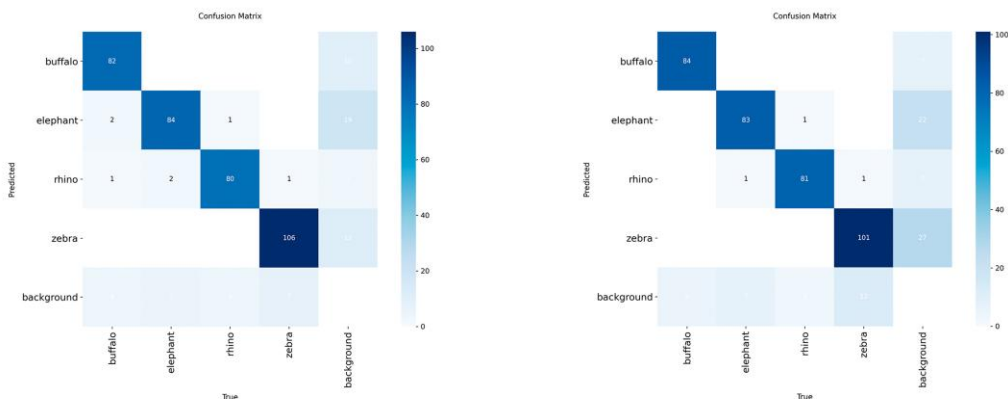 Confusion Matrix
buffalo 82
elephant 2 84 1
rhino 1 2 80 1
zebra 106
background
buffalo elephant rhino zebra background
Predicted
True
100
80
60
40
20
0
Confusion Matrix
buffalo 84
elephant 83 1 22
rhino 1 81 1
zebra 101 27
background
buffalo elephant rhino zebra background
Predicted
True
100
80
60
40
20
0